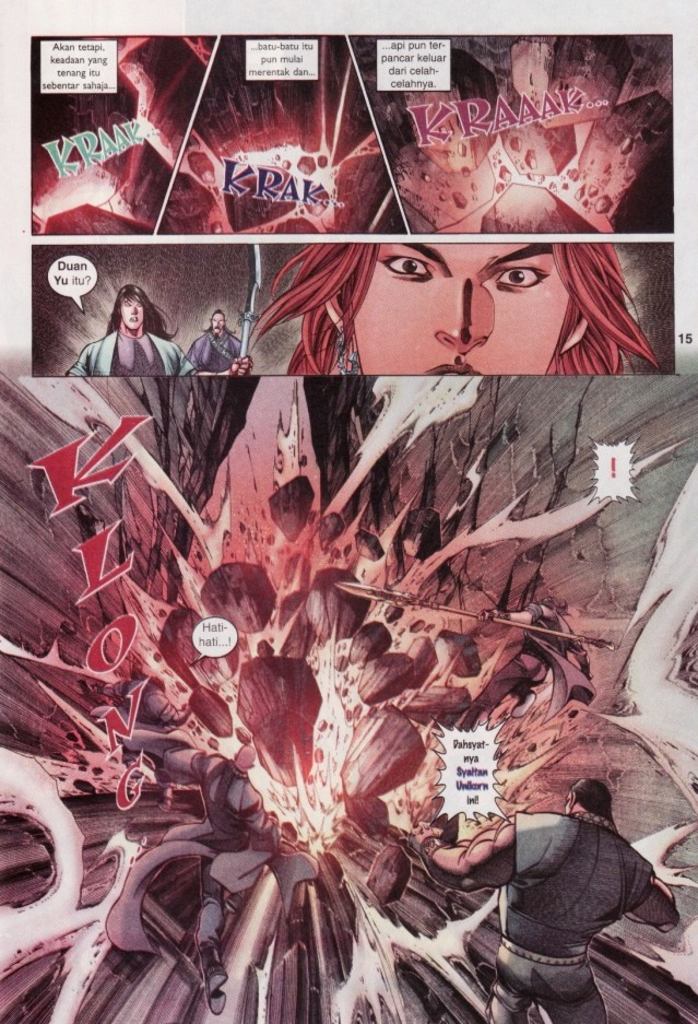 Akan tetapi,
keadaan yang
tenang itu
sebentar sahaja...
KRAAK...
...batu-batu itu
pun mulai
merentak dan...
KRAK...
...api pun ter-
pancar keluar
dari celah-
celahnya.
KRAAAK...
Duan
Yu itu?
15
KLONG
!
Hati-
hati...!
Dahsyat-
nya
Syaitan
Unikorn
ini!